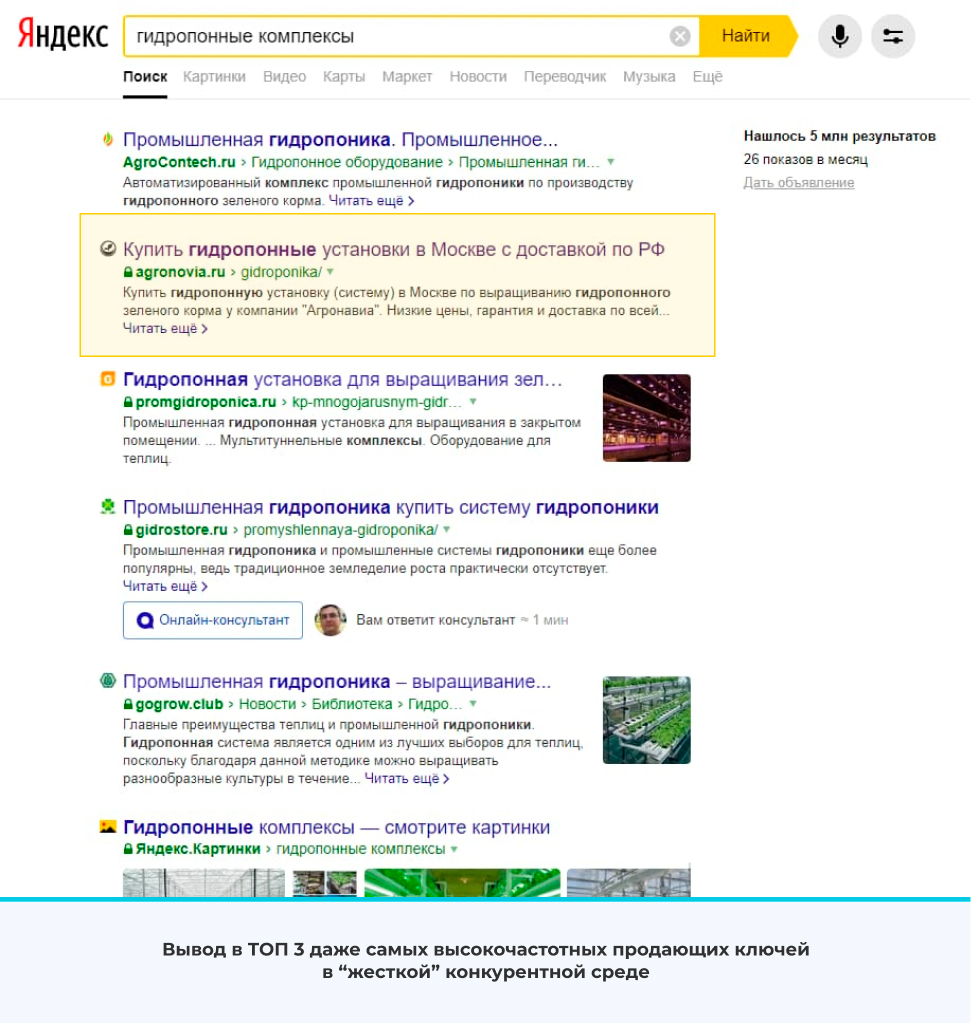 Яндекс
гидропонные комплексы
Найти
Поиск Картинки Видео Карты Маркет Новости Переводчик Музыка Ещё
Промышленная гидропоника. Промышленное...
AgroContech.ru › Гидропонное оборудование › Промышленная ги...
Автоматизированный комплекс промышленной гидропоники по производству
гидропонного зеленого корма. Читать ещё ›
Нашлось 5 млн результатов
26 показов в месяц
Дать объявление
Купить гидропонные установки в Москве с доставкой по РФ
agronovia.ru › gidroponika/
Купить гидропонную установку (систему) в Москве по выращиванию гидропонного
зеленого корма у компании "Агронавиа". Низкие цены, гарантия и доставка по всей...
Читать ещё ›
Гидропонная установка для выращивания зел...
promgidroponica.ru › kp-mnogojarusnym-gidr...
Промышленная гидропонная установка для выращивания в закрытом
помещении. ... Мультитуннельные комплексы. Оборудование для
теплиц.
Промышленная гидропоника купить систему гидропоники
gidrostore.ru › promyshlennaya-gidroponika/
Промышленная гидропоника и промышленные системы гидропоники еще более
популярны, ведь традиционное земледелие роста практически отсутствует.
Читать ещё ›
Онлайн-консультант Вам ответит консультант ≈ 1 мин
Промышленная гидропоника – выращивание...
gogrow.club › Новости › Библиотека › Гидро...
Главные преимущества теплиц и промышленной гидропоники.
Гидропонная система является одним из лучших выборов для теплиц,
поскольку благодаря данной методике можно выращивать
разнообразные культуры в течение... Читать ещё ›
Гидропонные комплексы — смотрите картинки
Яндекс.Картинки › гидропонные комплексы
Вывод в ТОП 3 даже самых высокочастотных продающих ключей
в “жесткой” конкурентной среде